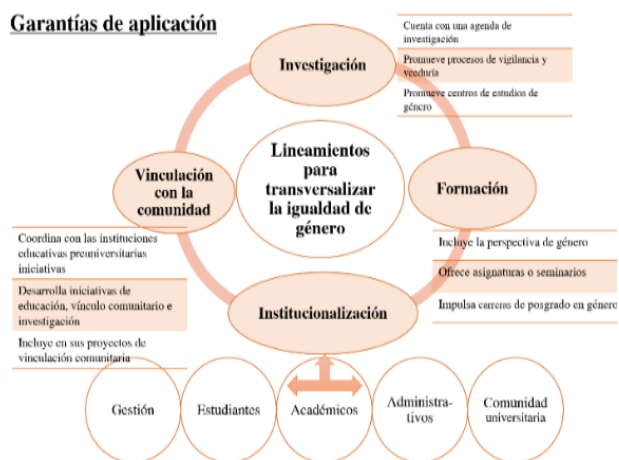 Garantías de aplicación
Cuenta con una agenda de
investigación
Promueve procesos de vigilancia y
veeduría
Promueve centros de estudios de
género
Investigación
Lineamientos
para
transversalizar
la igualdad de
género
Vinculación
con la
comunidad
Formación
Coordina con las instituciones
educativas preuniversitarias
iniciativas
Desarrolla iniciativas de
educación, vínculo comunitario e
investigación
Incluye en sus proyectos de
vinculación comunitaria
Incluye la perspectiva de género
Ofrece asignaturas o seminarios
Impulsa carreras de posgrado en género
Institucionalización
Gestión
Estudiantes
Académicos
Administra-
tivos
Comunidad
universitaria